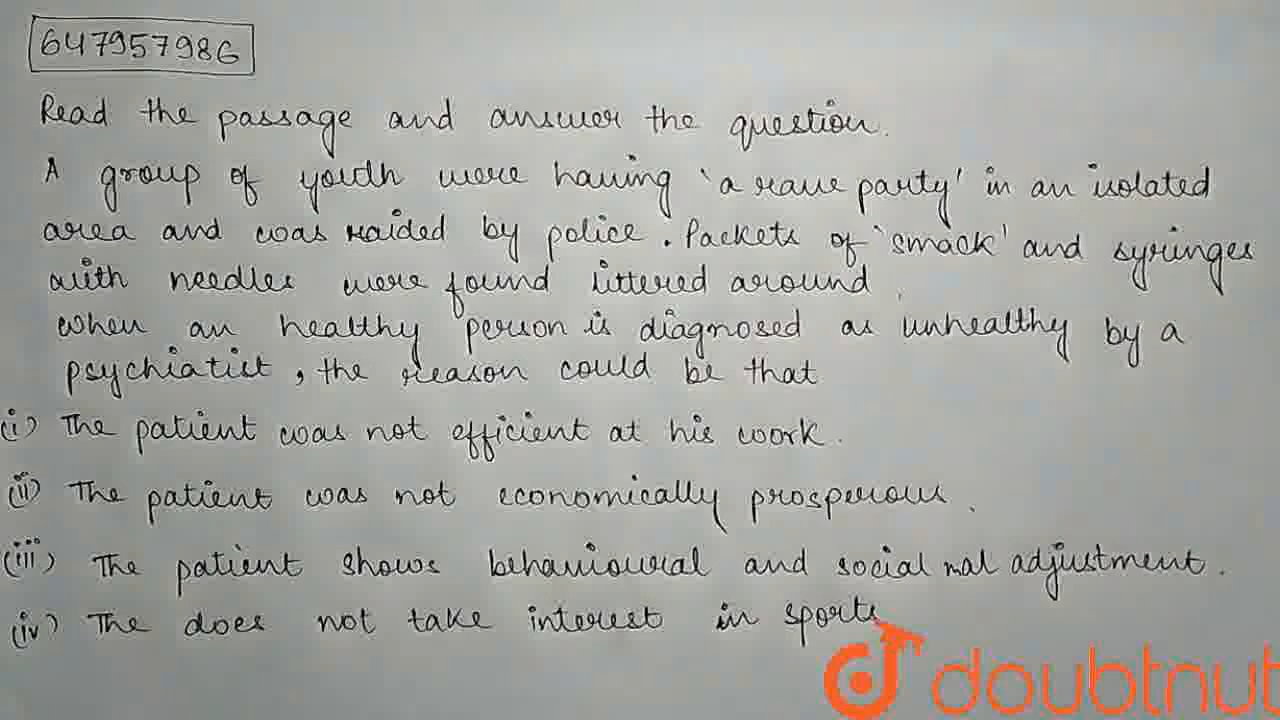 647957986
Read the passage and answer the question.
A group of youth were having 'a rave party' in an isolated
area and was raided by police. Packets of 'smack' and syringes
with needles were found littered around
when an healthy person is diagnosed as unhealthy by a
psychiatist, the reason could be that
(i) The patient was not efficient at his work.
(ii) The patient was not economically prosperous.
(iii) The patient shows behavioural and social mal adjustment.
(iv) The does not take interest in sports
doubtnut